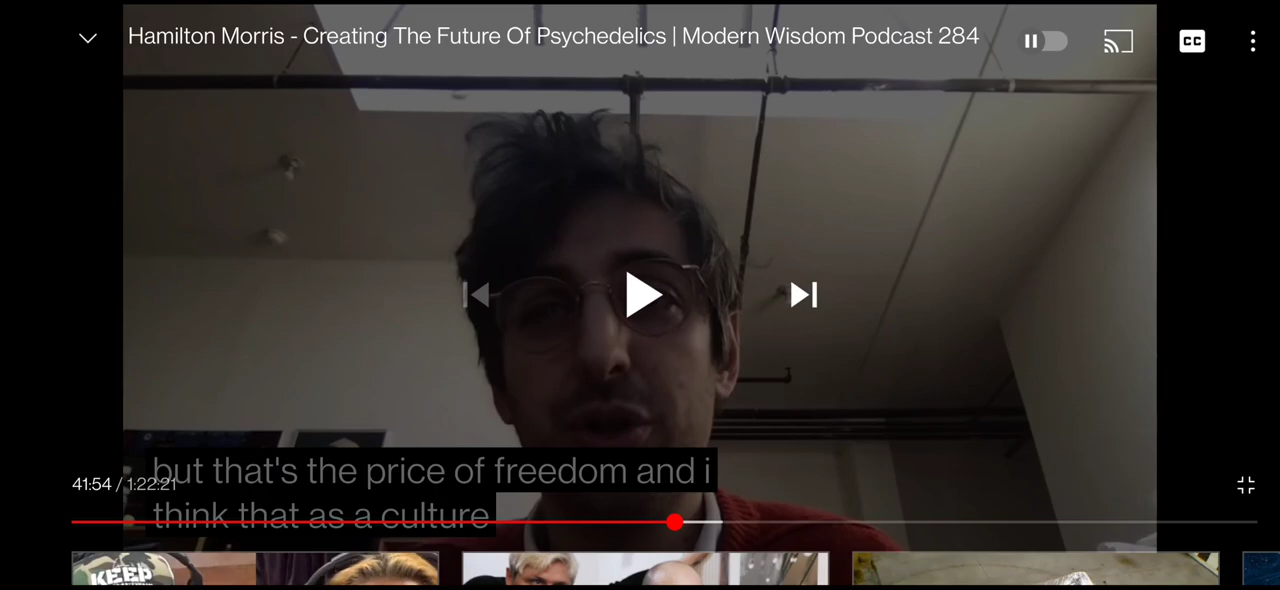 Hamilton Morris - Creating The Future Of Psychedelics | Modern Wisdom Podcast 284
CC
but that's the price of freedom and i
41:54 / 1:22:21
think that as a culture
KEEP